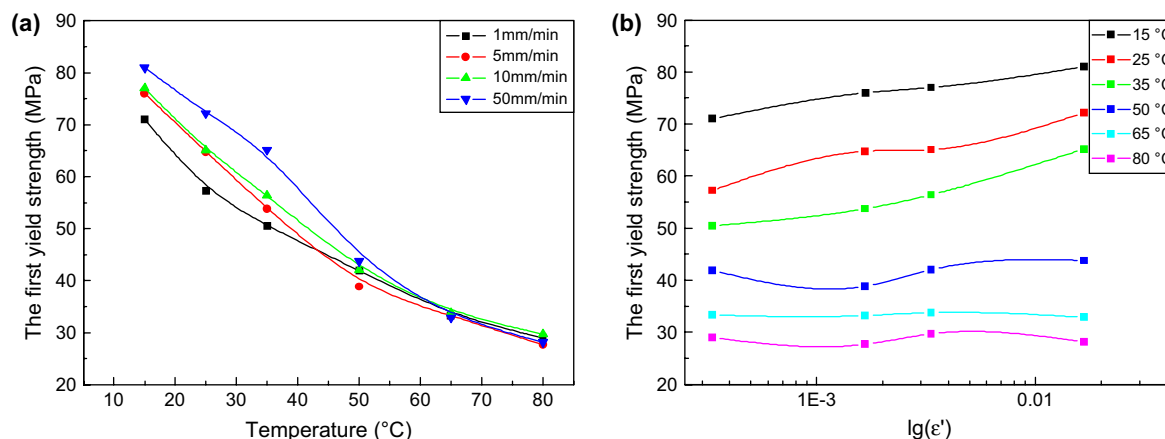 (a)
90
80
70
60
50
40
30
20
The first yield strength (MPa)
10 20 30 40 50 60 70 80
Temperature (°C)
1mm/min
5mm/min
10mm/min
50mm/min
(b)
90
80
70
60
50
40
30
20
The first yield strength (MPa)
1E-3 0.01
lg(ε')
15 °C
25 °C
35 °C
50 °C
65 °C
80 °C